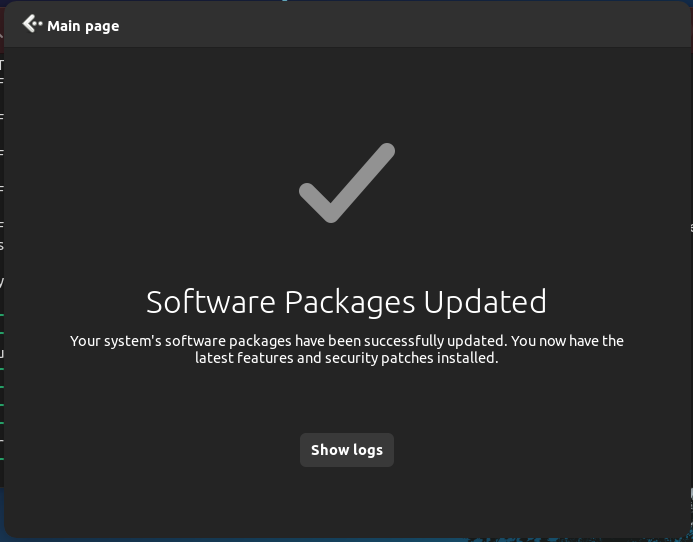 Main page
Software Packages Updated
Your system's software packages have been successfully updated. You now have the
latest features and security patches installed.
Show logs